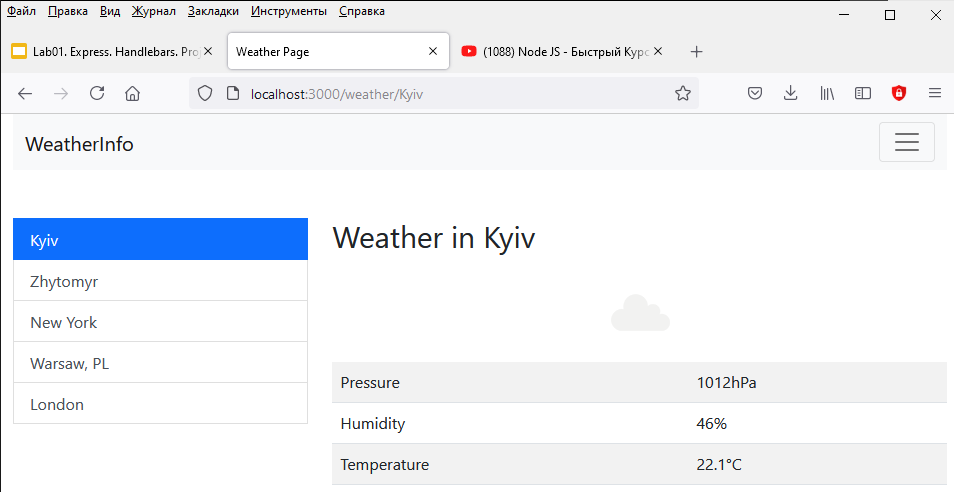 Файл Правка Вид Журнал Закладки Инструменты Справка
Lab01. Express. Handlebars. Proj
Weather Page
(1088) Node JS - Быстрый Курс
localhost:3000/weather/Kyiv
WeatherInfo
Kyiv
Zhytomyr
New York
Warsaw, PL
London
Weather in Kyiv
Pressure 1012hPa
Humidity 46%
Temperature 22.1°C